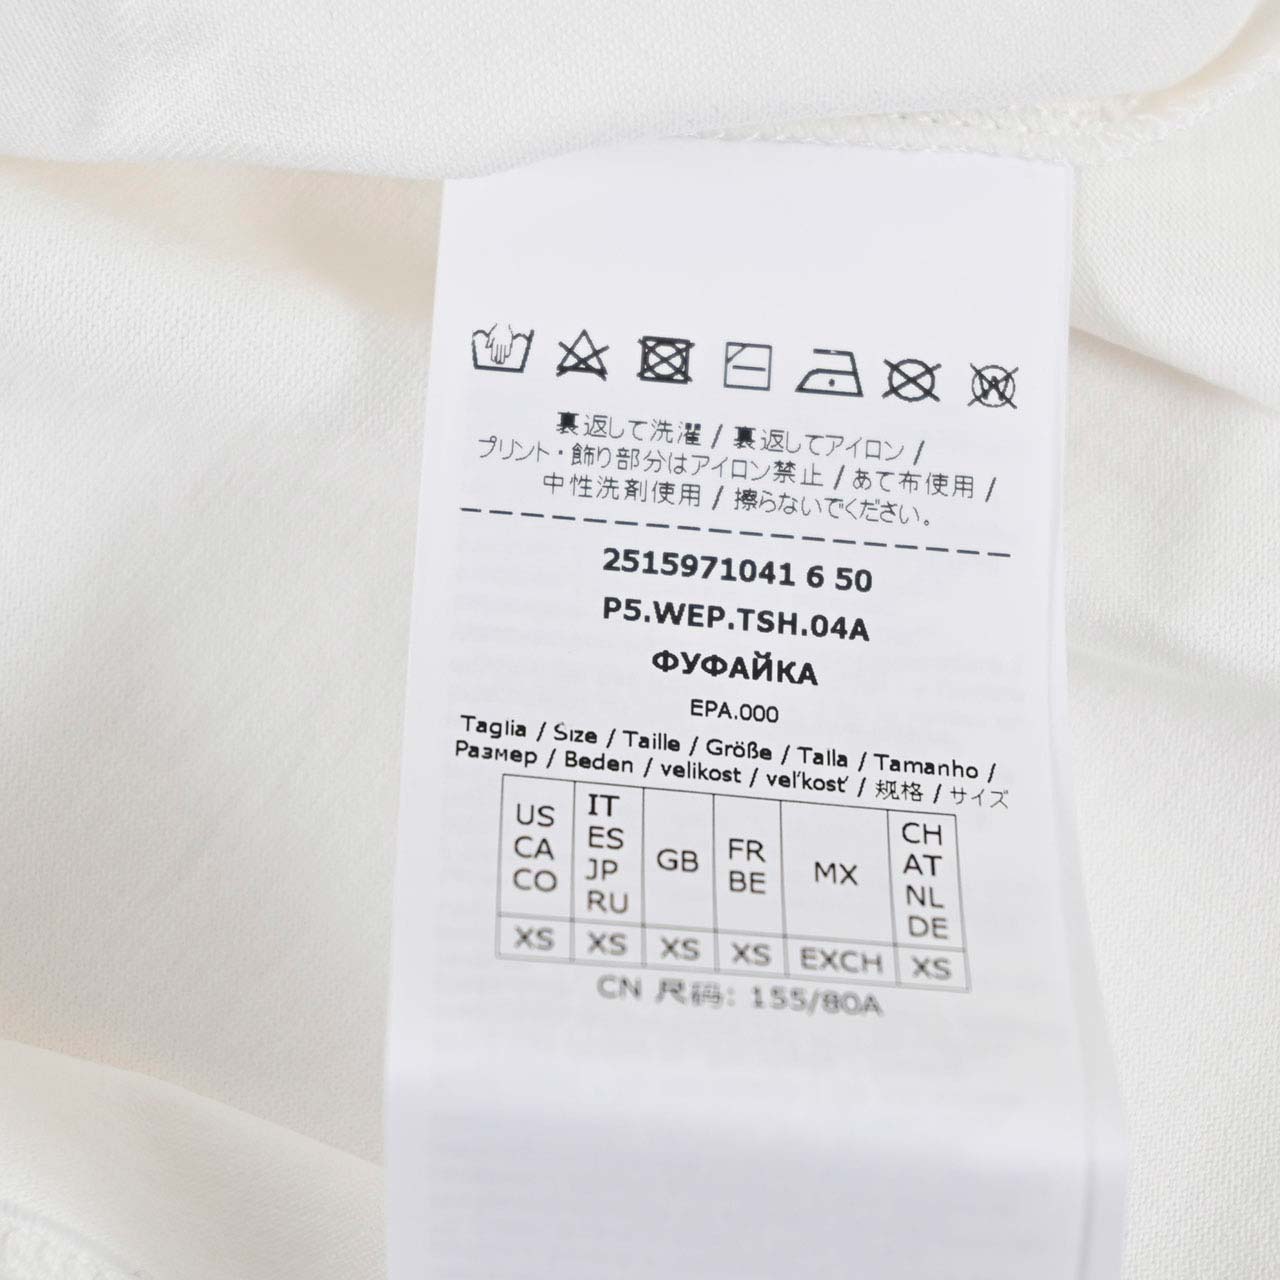 裏返して洗濯 / 裏返してアイロン /
プリント・飾り部分はアイロン禁止 / あて布使用 /
中性洗剤使用 / 擦らないでください。
2515971041 6 50
P5.WEP.TSH.04A
ФУФАЙКА
EPA.000
Taglia / Size / Taille / Größe / Talla / Tamanho /
Размер / Beden / velikost / veľkosť / 规格 / サイズ
US CA CO
IT ES JP RU
GB
FR BE
MX
CH AT NL DE
XS XS XS XS EXCH XS
CN 尺码: 155/80A